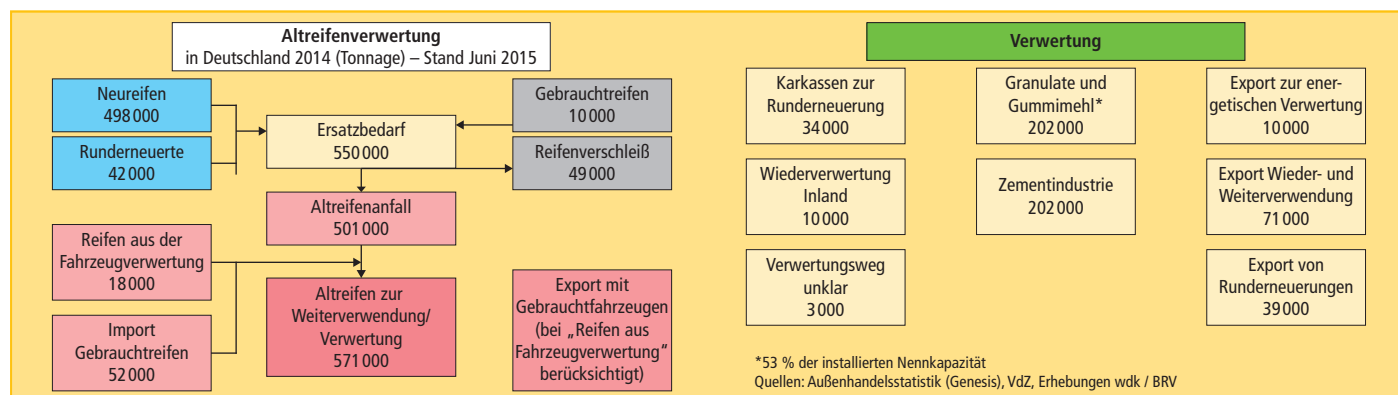 Altreifenverwertung
in Deutschland 2014 (Tonnage) – Stand Juni 2015
Neureifen
498 000
Runderneuerte
42 000
Ersatzbedarf
550 000
Gebrauchtreifen
10 000
Reifenverschleiß
49 000
Altreifenanfall
501 000
Reifen aus der
Fahrzeugverwertung
18 000
Import
Gebrauchtreifen
52 000
Altreifen zur
Weiterverwendung/
Verwertung
571 000
Export mit
Gebrauchtfahrzeugen
(bei „Reifen aus
Fahrzeugverwertung“
berücksichtigt)
Verwertung
Karkassen zur
Runderneuerung
34 000
Granulate und
Gummimehl*
202 000
Export zur ener-
getischen Verwertung
10 000
Wiederverwertung
Inland
10 000
Zementindustrie
202 000
Export Wieder- und
Weiterverwendung
71 000
Verwertungsweg
unklar
3 000
Export von
Runderneuerungen
39 000
*53 % der installierten Nennkapazität
Quellen: Außenhandelsstatistik (Genesis), VdZ, Erhebungen wdk / BRV